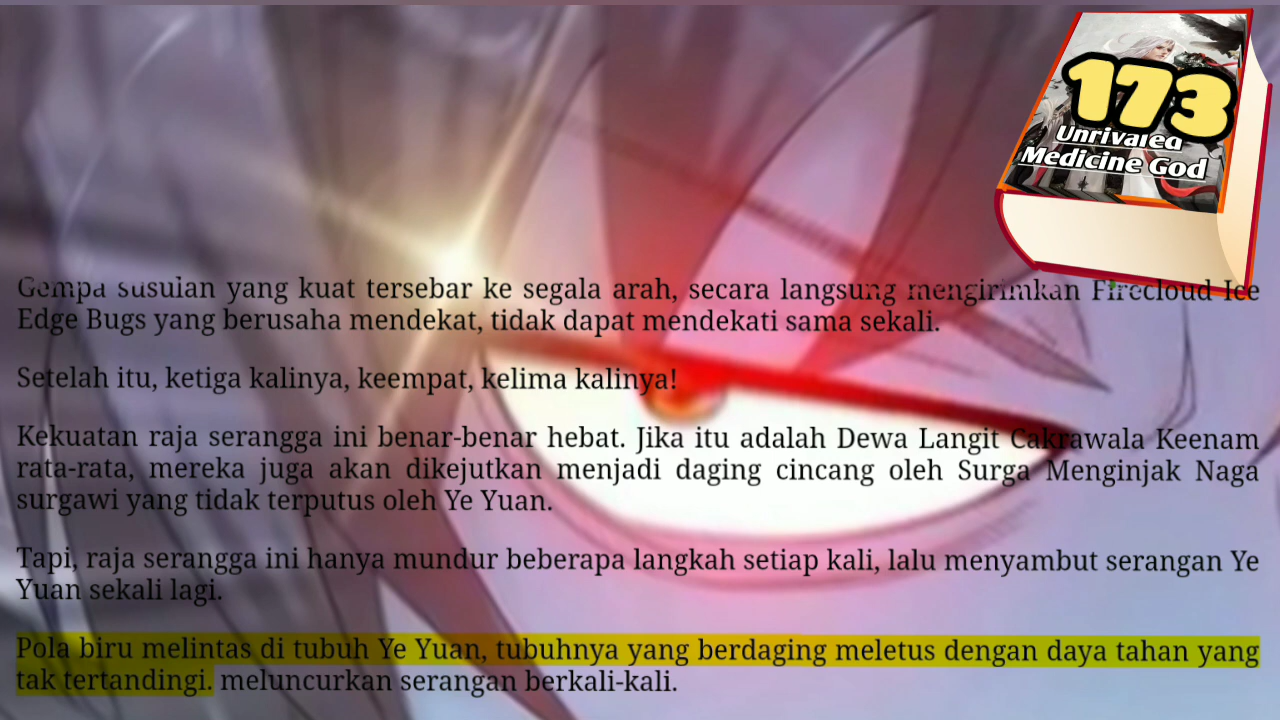 173
Unrivaled
Medicine God
Gempa susulan yang kuat tersebar ke segala arah, secara langsung mengirimkan Firecloud Ice
Edge Bugs yang berusaha mendekat, tidak dapat mendekati sama sekali.
Setelah itu, ketiga kalinya, keempat, kelima kalinya!
Kekuatan raja serangga ini benar-benar hebat. Jika itu adalah Dewa Langit Cakrawala Keenam
rata-rata, mereka juga akan dikejutkan menjadi daging cincang oleh Surga Menginjak Naga
surgawi yang tidak terputus oleh Ye Yuan.
Tapi, raja serangga ini hanya mundur beberapa langkah setiap kali, lalu menyambut serangan Ye
Yuan sekali lagi.
Pola biru melintas di tubuh Ye Yuan, tubuhnya yang berdaging meletus dengan daya tahan yang
tak tertandingi. meluncurkan serangan berkali-kali.